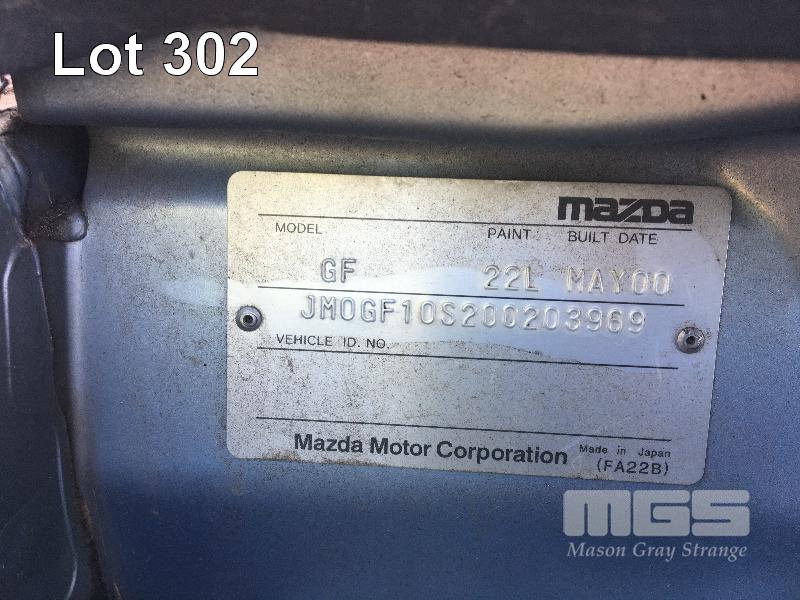 Lot 302
mazda
MODEL PAINT BUILT DATE
GF 22L MAY00
JM0GF10S200203969
VEHICLE ID. NO.
Mazda Motor Corporation Made in Japan
(FA22B)
MGS
Mason Gray Strange